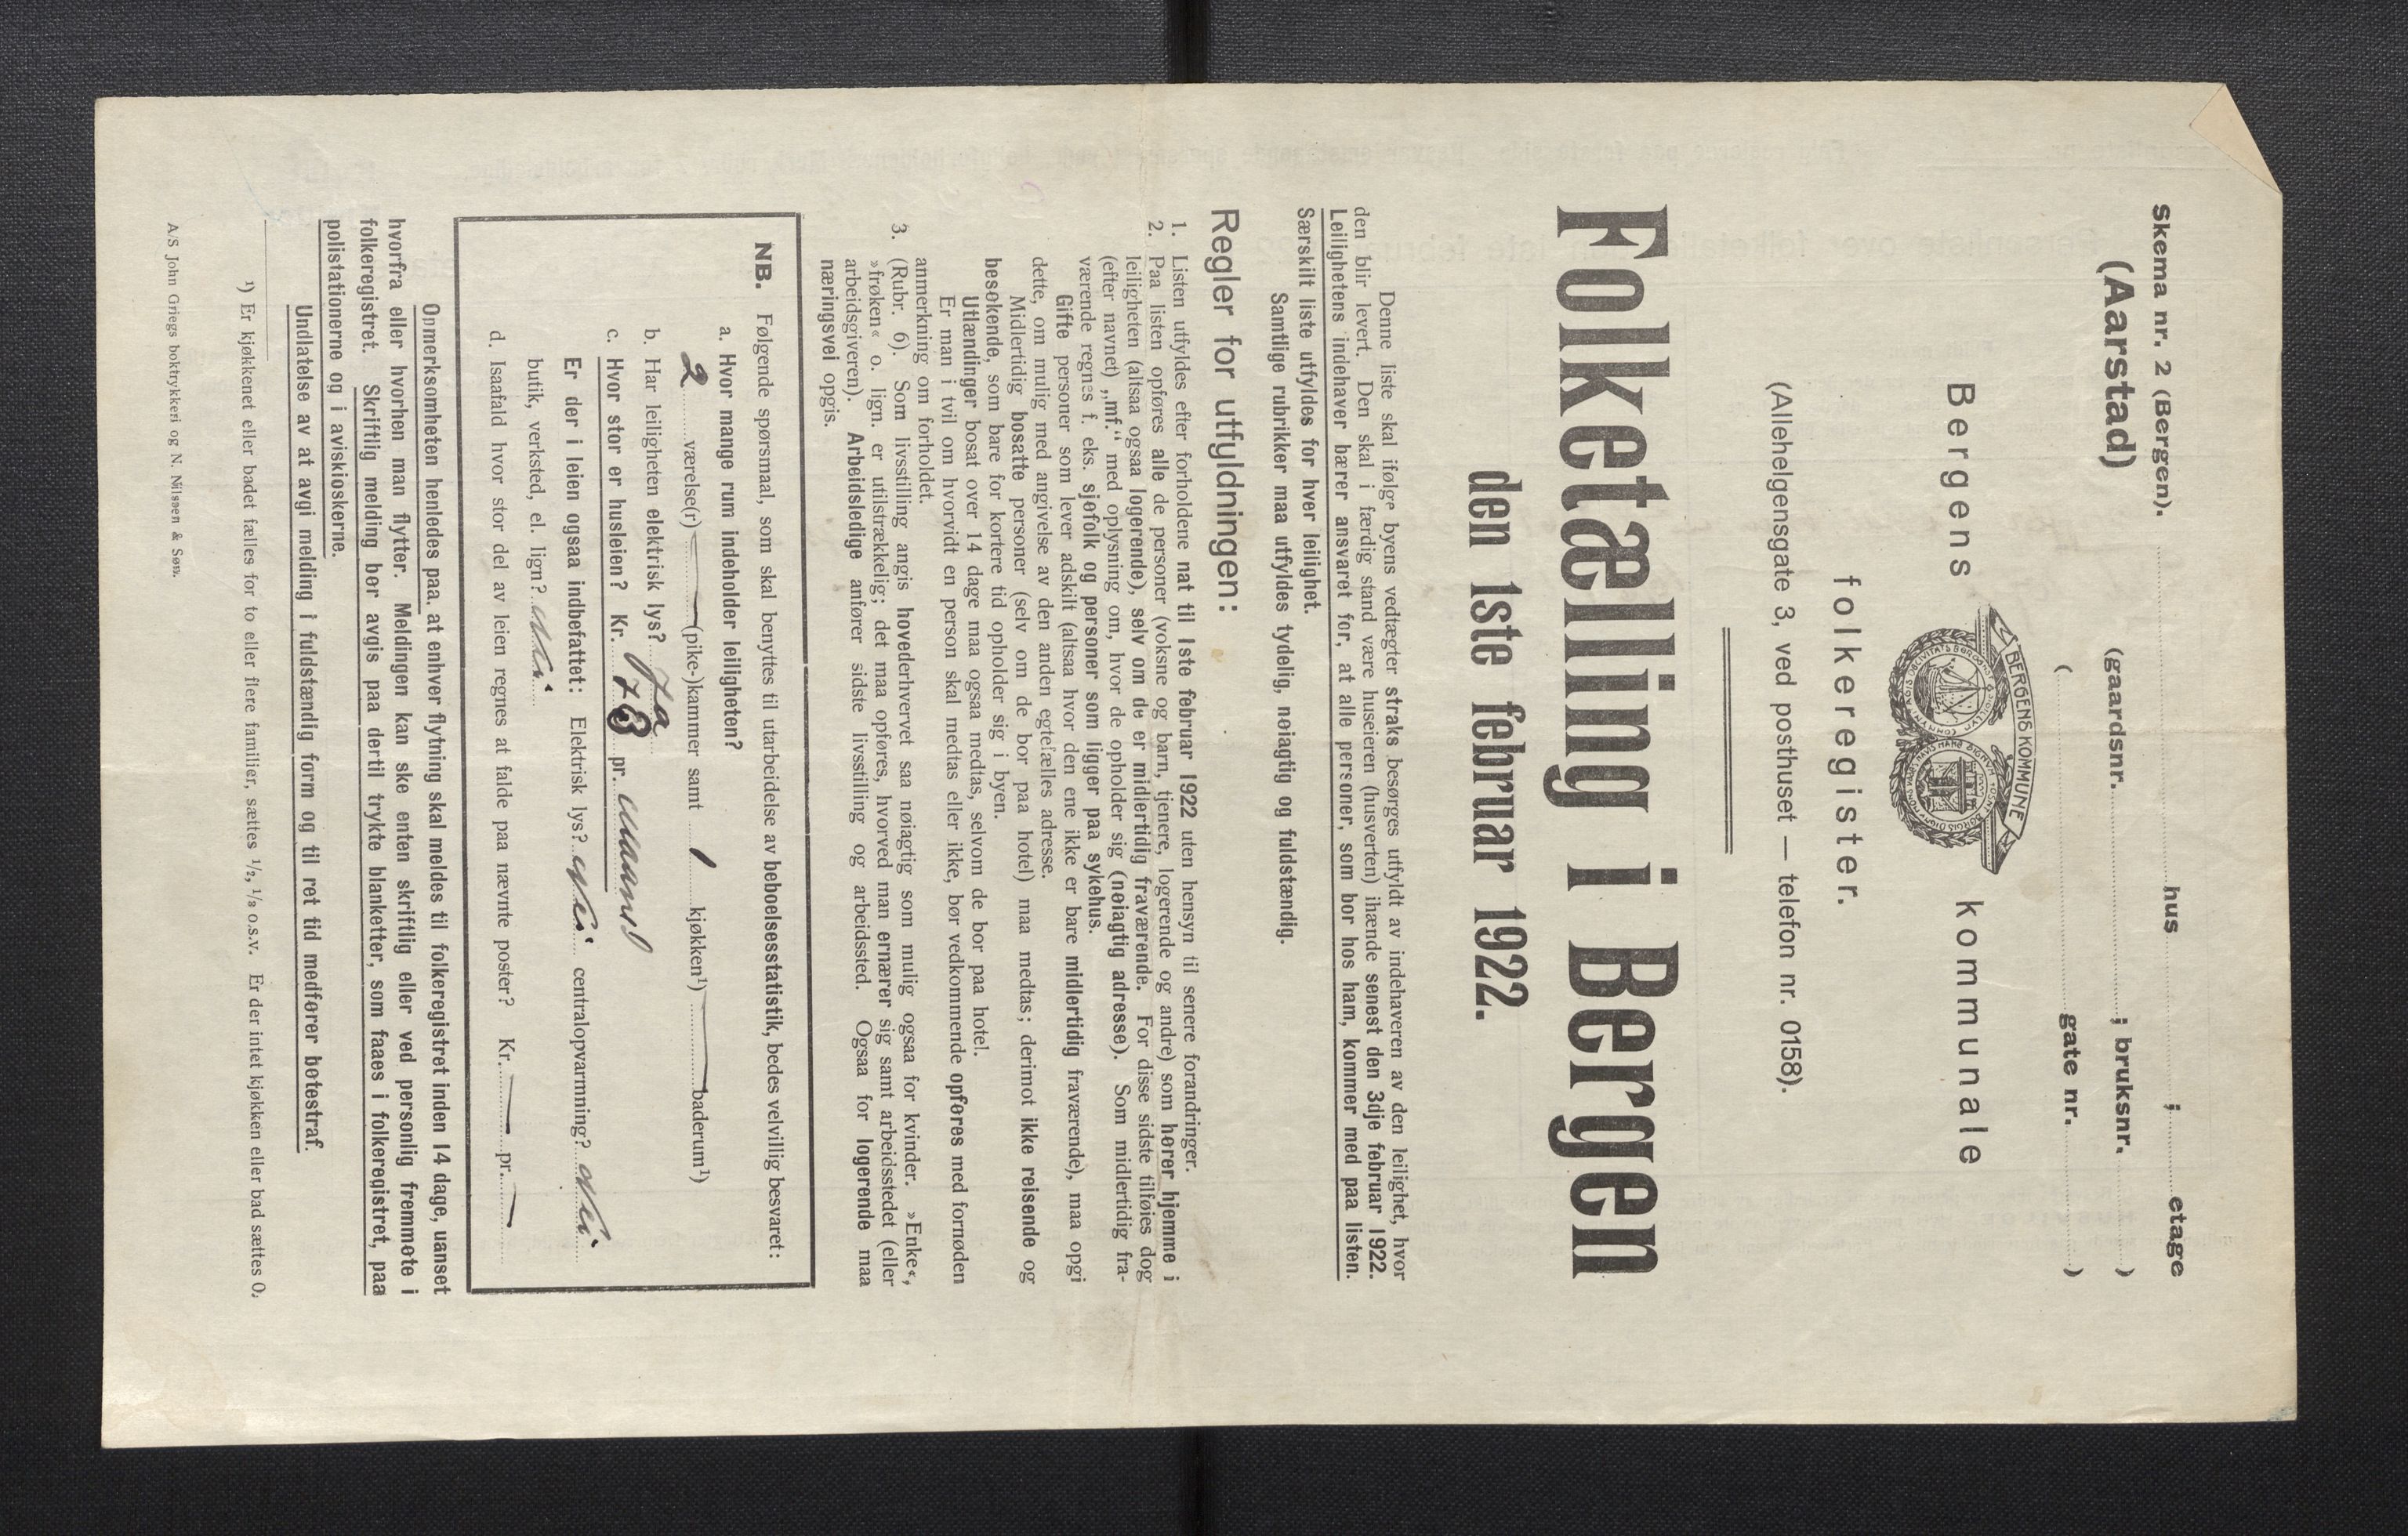 Skema nr. 2 (Bergen). hus ; etage
(Aarstad) (gaardsnr. ; bruksnr. )
( gate nr. )
Bergens kommunale
BERGENS KOMMUNE
folkeregister.
(Allehelgensgate 3, ved posthuset — telefon nr. 0158).
Folketælling i Bergen
den 1ste februar 1922.
Denne liste skal ifølge byens vedtægter straks besørges utfyldt av indehaveren av den leilighet, hvor
den blir levert. Den skal i færdig stand være huseieren (husverten) ihænde senest den 3dje februar 1922.
Leilighetens indehaver bærer ansvaret for, at alle personer, som bor hos ham, kommer med paa listen.
Særskilt liste utfyldes for hver leilighet.
Samtlige rubrikker maa utfyldes tydelig, nøiagtig og fuldstændig.
Regler for utfyldningen:
1. Listen utfyldes efter forholdene nat til 1ste februar 1922 uten hensyn til senere forandringer.
2. Paa listen opføres alle de personer (voksne og barn, tjenere, logerende og andre) som hører hjemme i
leiligheten (altsaa ogsaa logerende), selv om de er midlertidig fraværende. For disse sidste tilføies dog
(efter navnet) „mf.“ med oplysning om, hvor de opholder sig (nøiagtig adresse). Som midlertidig fra-
værende regnes f. eks. sjøfolk og personer som ligger paa sykehus.
Gifte personer som lever adskilt (altsaa hvor den ene ikke er bare midlertidig fraværende), maa opgi
dette, om mulig med angivelse av den anden egtefælles adresse.
Midlertidig bosatte personer (selv om de bor paa hotel) maa medtas; derimot ikke reisende og
besøkende, som bare for kortere tid opholder sig i byen.
Utlændinger bosat over 14 dage maa ogsaa medtas, selvom de bor paa hotel.
Er man i tvil om hvorvidt en person skal medtas eller ikke, bør vedkommende opføres med fornøden
anmerkning om forholdet.
3. (Rubr. 6). Som livsstilling angis hovederhvervet saa nøiagtig som mulig ogsaa for kvinder. »Enke«,
»frøken« o. lign. er utilstrækkelig; det maa opføres, hvorved man ernærer sig samt arbeidsstedet (eller
arbeidsgiveren). Arbeidsledige anfører sidste livsstilling og arbeidssted. Ogsaa for logerende maa
næringsvei opgis.
NB. Følgende spørsmaal, som skal benyttes til utarbeidelse av beboelsesstatistik, bedes velvillig besvaret:
a. Hvor mange rum indeholder leiligheten?
2 værelse(r) — (pike-)kammer samt 1 kjøkken¹) — baderum¹)
b. Har leiligheten elektrisk lys? Ja
c. Hvor stor er husleien? Kr. pr. maaned
Er der i leien ogsaa indbefattet: Elektrisk lys? Nei. centralopvarmning? Nei.
butik, verksted, el. lign? Nei.
d. Isaafald hvor stor del av leien regnes at falde paa nævnte poster? Kr. — pr. —
Opmerksomheten henledes paa, at enhver flytning skal meldes til folkeregistret inden 14 dage, uanset
hvorfra eller hvorhen man flytter. Meldingen kan ske enten skriftlig eller ved personlig fremmøte i
folkeregistret. Skriftlig melding bør avgis paa dertil trykte blanketter, som faaes i folkeregistret, paa
polistationerne og i aviskioskerne.
Undlatelse av at avgi melding i fuldstændig form og til ret tid medfører bøtestraf.
¹) Er kjøkkenet eller badet fælles for to eller flere familier, sættes ¹/₂, ¹/₃ o.s.v. Er der intet kjøkken eller bad sættes 0.
A/S John Griegs boktrykkeri og N. Nilssen & Søn.